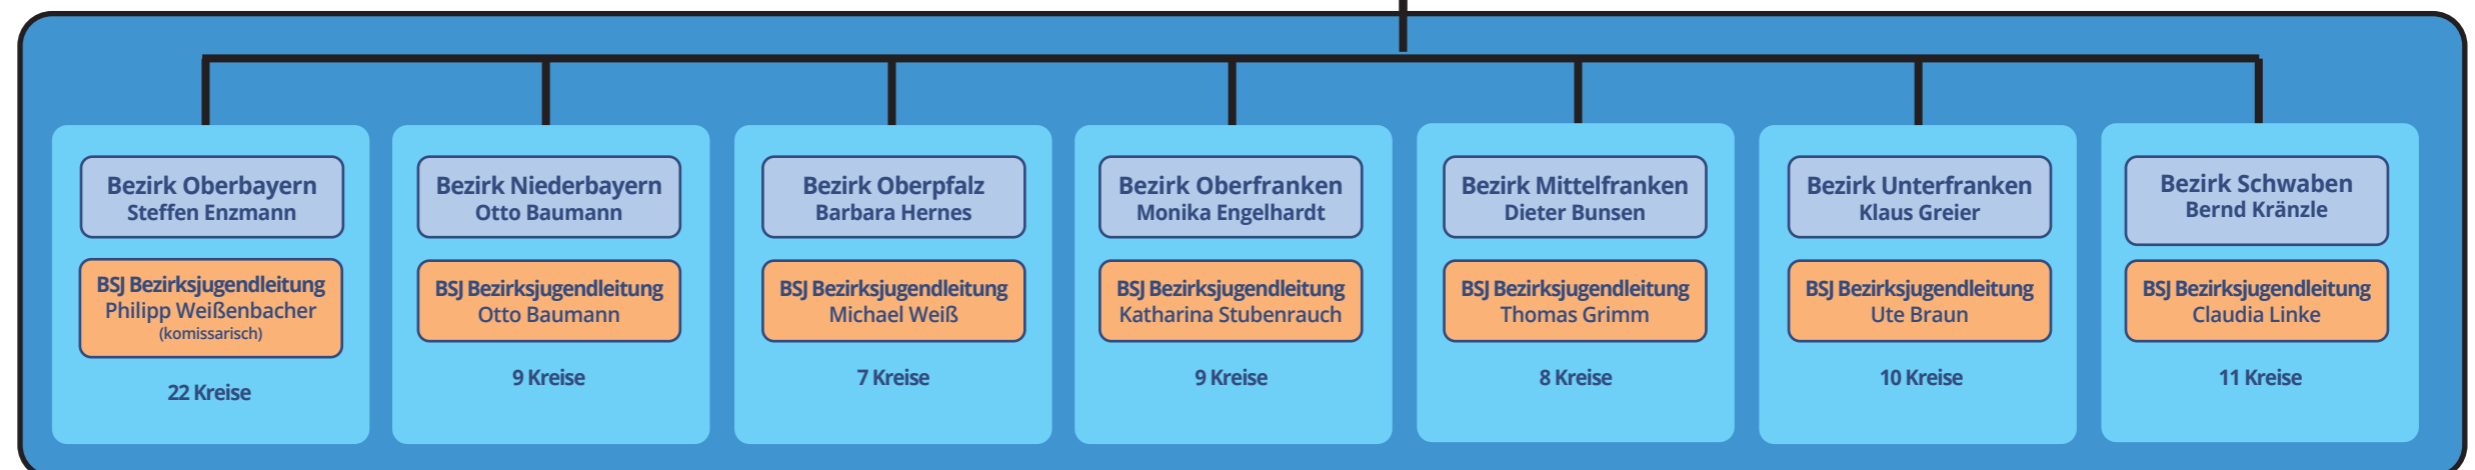 Bezirk Oberbayern
Steffen Enzmann
BSJ Bezirksjugendleitung
Philipp Weißenbacher
(komissarisch)
22 Kreise
Bezirk Niederbayern
Otto Baumann
BSJ Bezirksjugendleitung
Otto Baumann
9 Kreise
Bezirk Oberpfalz
Barbara Hernes
BSJ Bezirksjugendleitung
Michael Weiß
7 Kreise
Bezirk Oberfranken
Monika Engelhardt
BSJ Bezirksjugendleitung
Katharina Stubenrauch
9 Kreise
Bezirk Mittelfranken
Dieter Bunsen
BSJ Bezirksjugendleitung
Thomas Grimm
8 Kreise
Bezirk Unterfranken
Klaus Greier
BSJ Bezirksjugendleitung
Ute Braun
10 Kreise
Bezirk Schwaben
Bernd Kränzle
BSJ Bezirksjugendleitung
Claudia Linke
11 Kreise